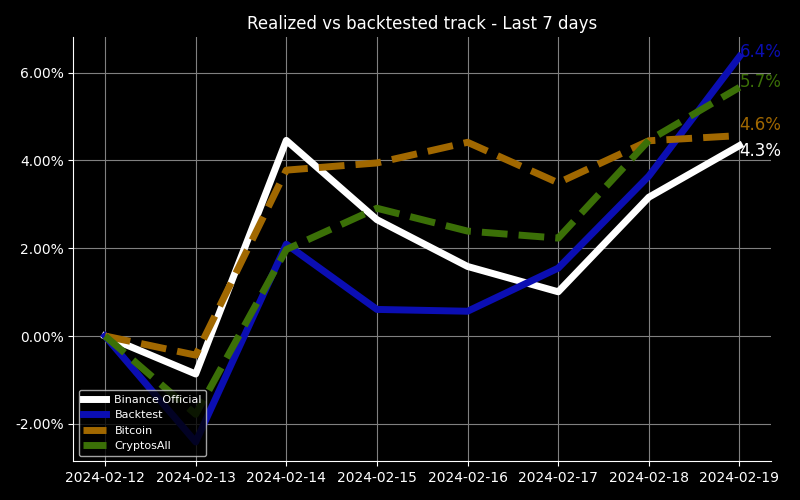 Realized vs backtested track - Last 7 days
6.4%
6.00%
5.7%
4.6%
4.00%
4.3%
2.00%
0.00%
Binance Official
Backtest
-2.00%
Bitcoin
CryptosAll
2024-02-12 2024-02-13 2024-02-14 2024-02-15 2024-02-16 2024-02-17 2024-02-18 2024-02-19